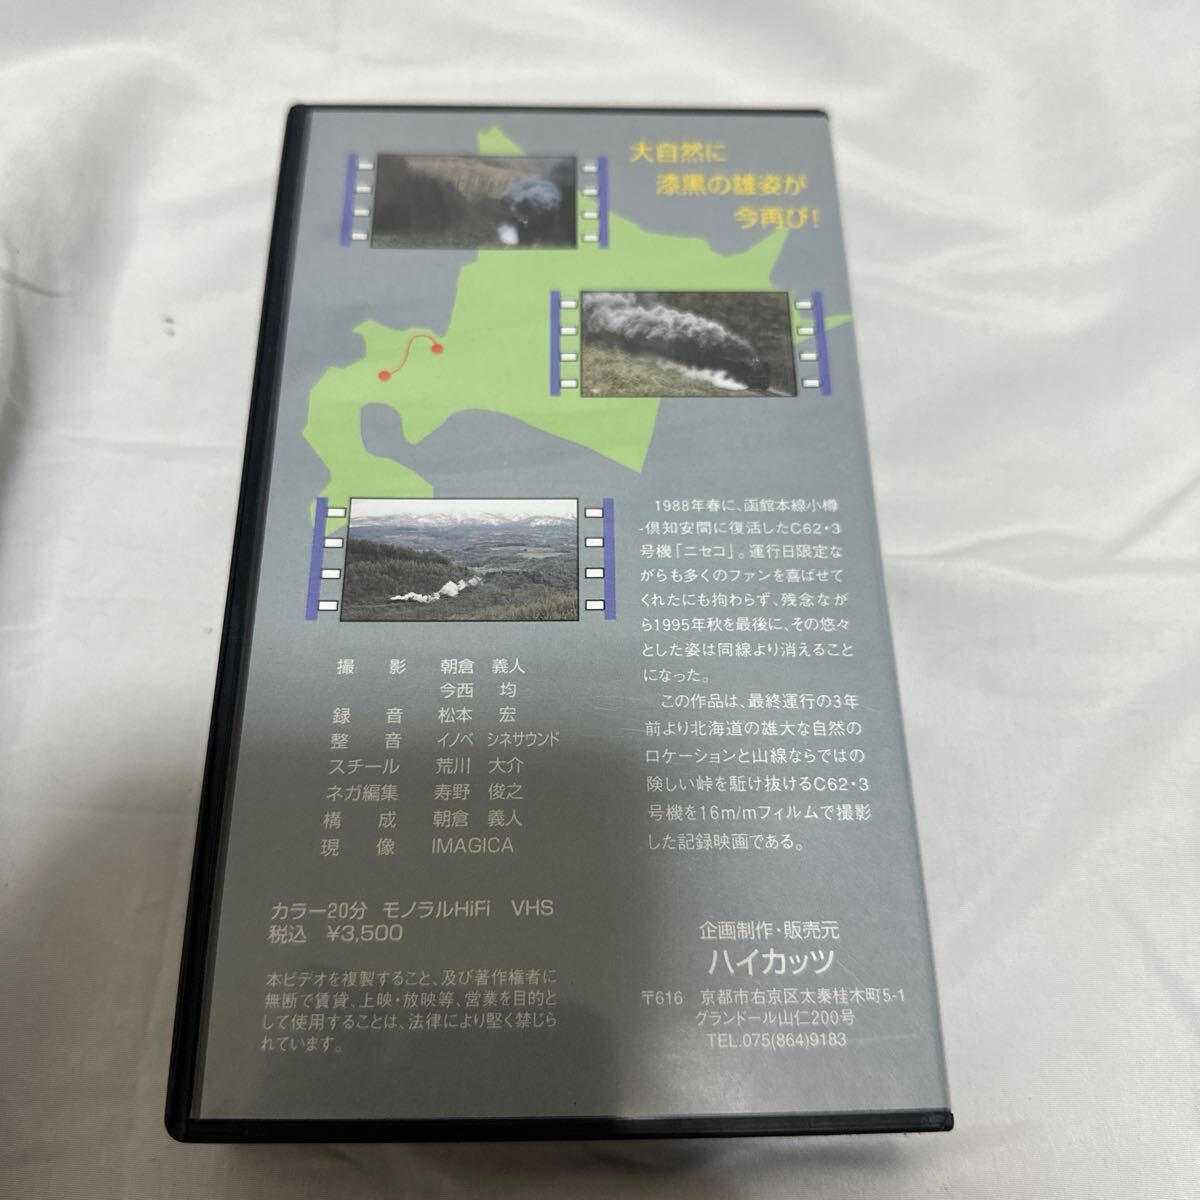 大自然に
漆黒の雄姿が
今再び!
1988年春に、函館本線小樽
-倶知安間に復活したC62・3
号機「ニセコ」。運行日限定な
がらも多くのファンを喜ばせて
くれたにも拘わらず、残念なが
ら1995年秋を最後に、その悠々
とした姿は同線より消えること
になった。
この作品は、最終運行の3年
前より北海道の雄大な自然の
ロケーションと山線ならではの
険しい峠を駈け抜けるC62・3
号機を16m/mフィルムで撮影
した記録映画である。
撮影 朝倉 義人
今西 均
録音 松本 宏
整音 イノベ シネサウンド
スチール 荒川 大介
ネガ編集 寿野 俊之
構成 朝倉 義人
現像 IMAGICA
カラー20分 モノラルHiFi VHS
税込 ¥3,500
本ビデオを複製すること、及び著作権者に
無断で賃貸、上映・放映等、営業を目的と
して使用することは、法律により堅く禁じら
れています。
企画制作・販売元
ハイカッツ
〒616 京都市右京区太秦桂木町5-1
グランドール山仁200号
TEL.075(864)9183